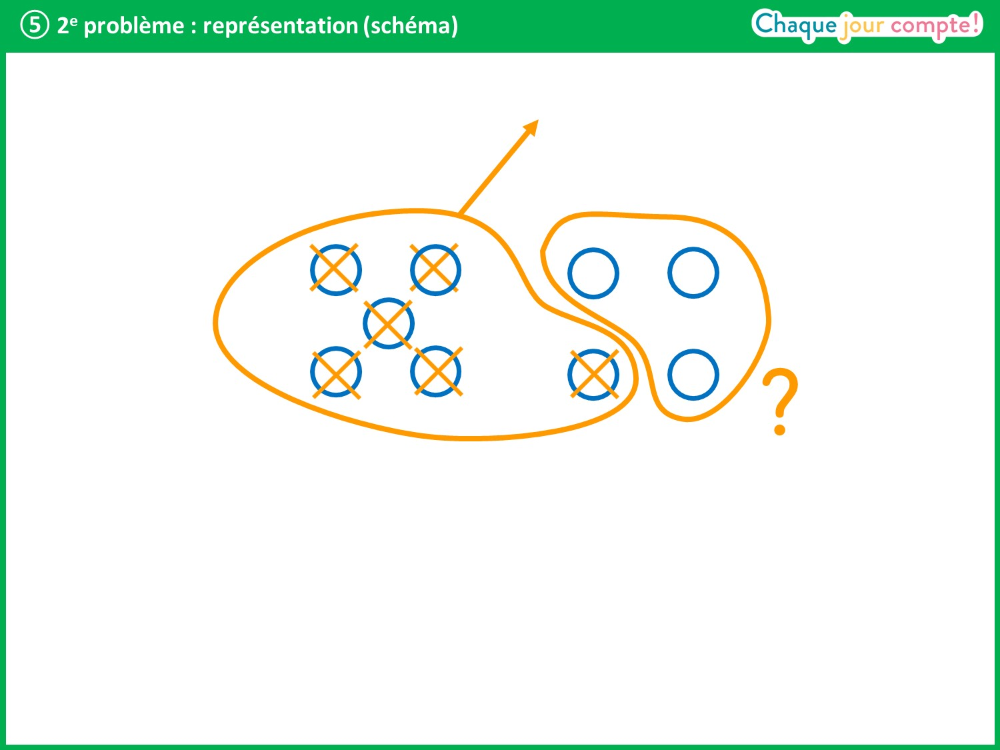 ⑤ 2ᵉ problème : représentation (schéma)
Chaque jour compte!
?